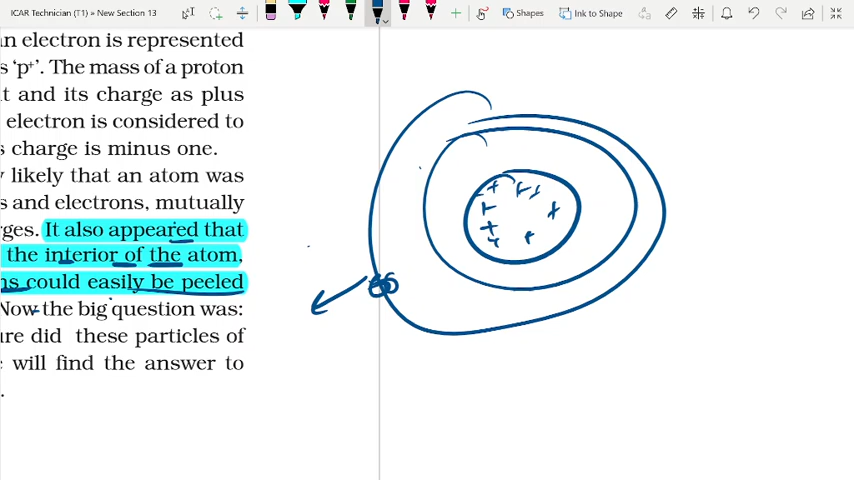 ICAR Technician (T1) » New Section 13
Shapes
Ink to Shape
an electron is represented
s ‘p⁺’. The mass of a proton
t and its charge as plus
electron is considered to
s charge is minus one.
y likely that an atom was
s and electrons, mutually
rges. It also appeared that
the interior of the atom,
ns could easily be peeled
Now the big question was:
ure did these particles of
e will find the answer to
.
+
+
+
+